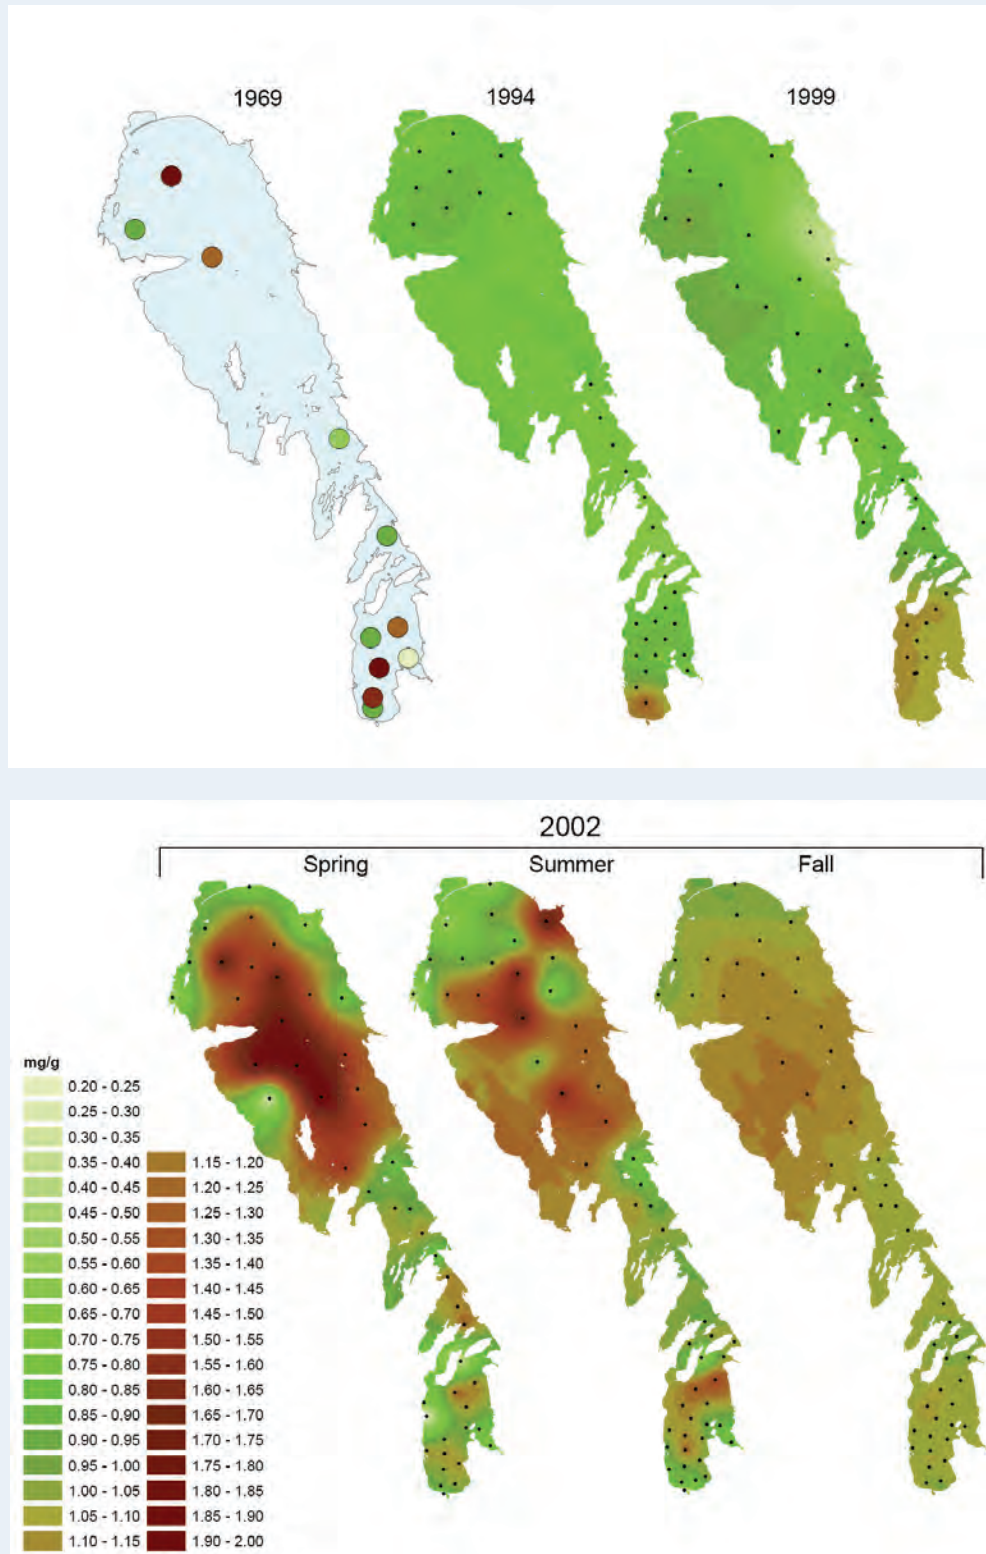 1969 1994 1999
2002
Spring Summer Fall
mg/g
0.20 - 0.25
0.25 - 0.30
0.30 - 0.35
0.35 - 0.40 1.15 - 1.20
0.40 - 0.45 1.20 - 1.25
0.45 - 0.50 1.25 - 1.30
0.50 - 0.55 1.30 - 1.35
0.55 - 0.60 1.35 - 1.40
0.60 - 0.65 1.40 - 1.45
0.65 - 0.70 1.45 - 1.50
0.70 - 0.75 1.50 - 1.55
0.75 - 0.80 1.55 - 1.60
0.80 - 0.85 1.60 - 1.65
0.85 - 0.90 1.65 - 1.70
0.90 - 0.95 1.70 - 1.75
0.95 - 1.00 1.75 - 1.80
1.00 - 1.05 1.80 - 1.85
1.05 - 1.10 1.85 - 1.90
1.10 - 1.15 1.90 - 2.00